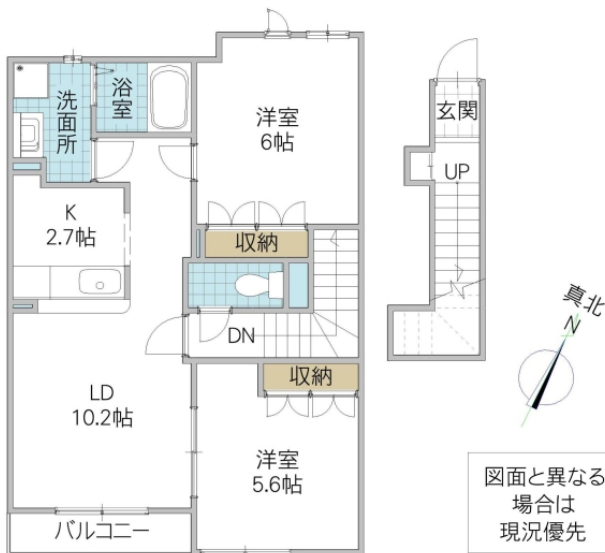 洗面所
浴室
洋室
6帖
玄関
UP
K
2.7帖
収納
DN
真北
N
LD
10.2帖
収納
洋室
5.6帖
バルコニー
図面と異なる
場合は
現況優先